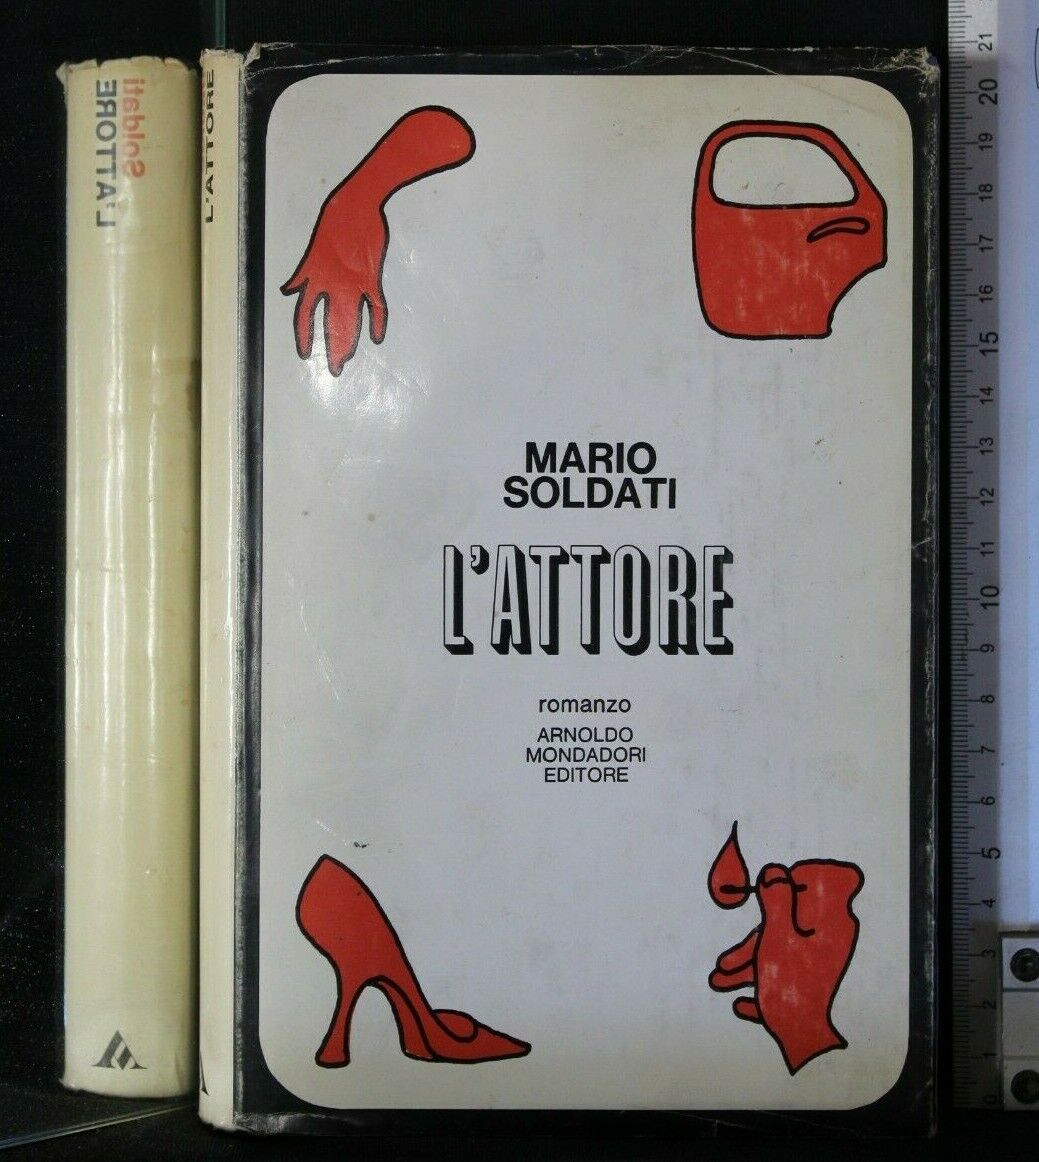 Soldati
L'ATTORE
L'ATTORE
MARIO
SOLDATI
L'ATTORE
romanzo
ARNOLDO
MONDADORI
EDITORE
21
20
19
18
17
16
15
14
13
12
11
10
9
8
7
6
5
4
3
2
1
0